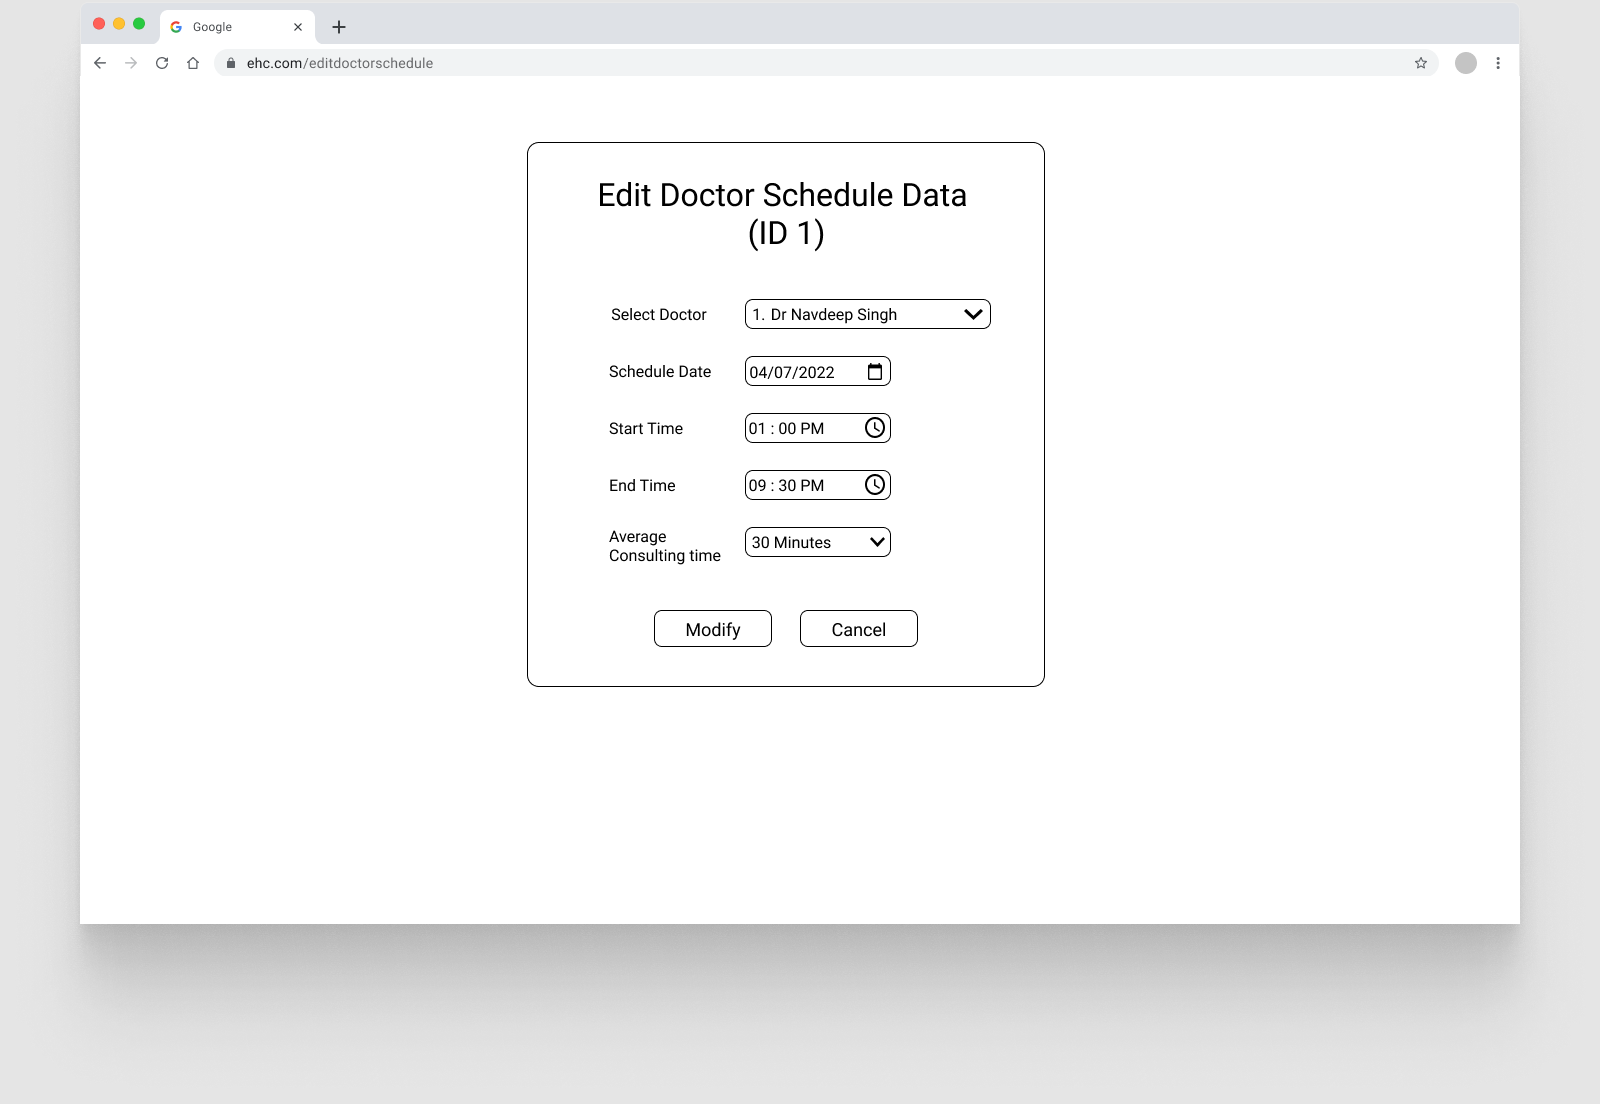 Google
ehc.com/editdoctorschedule
Edit Doctor Schedule Data
(ID 1)
Select Doctor
1. Dr Navdeep Singh
Schedule Date
04/07/2022
Start Time
01 : 00 PM
End Time
09 : 30 PM
Average
Consulting time
30 Minutes
Modify
Cancel